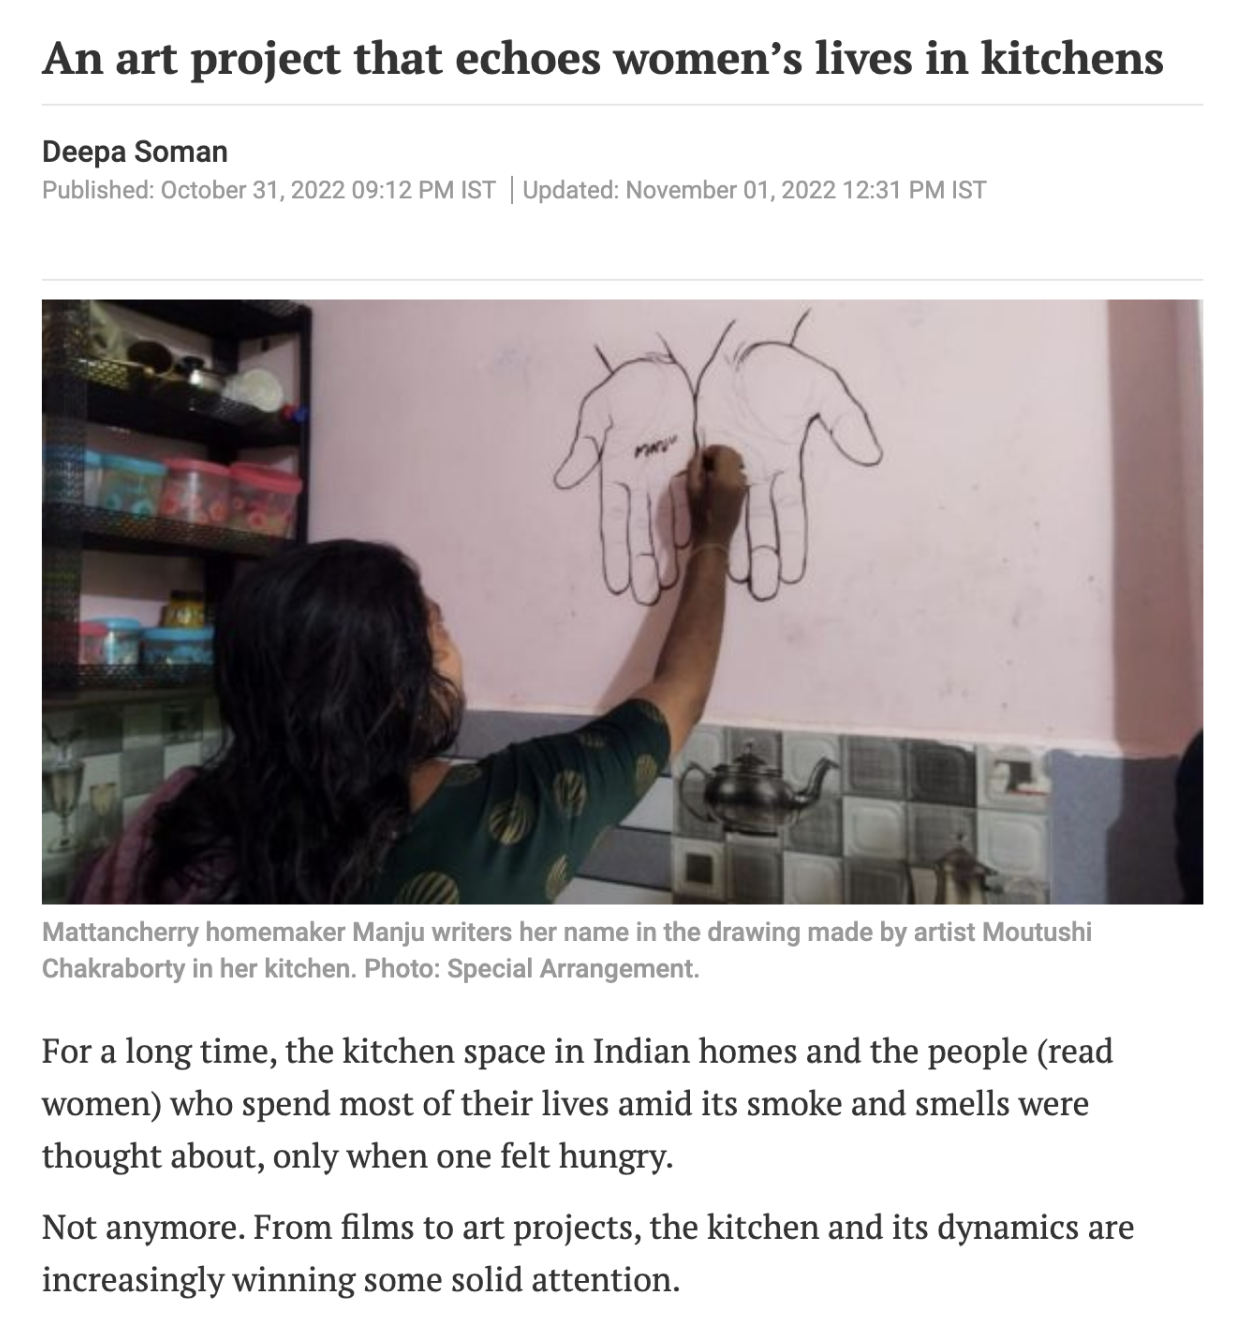 An art project that echoes women’s lives in kitchens
Deepa Soman
Published: October 31, 2022 09:12 PM IST | Updated: November 01, 2022 12:31 PM IST
MANJU
Mattancherry homemaker Manju writers her name in the drawing made by artist Moutushi
Chakraborty in her kitchen. Photo: Special Arrangement.
For a long time, the kitchen space in Indian homes and the people (read
women) who spend most of their lives amid its smoke and smells were
thought about, only when one felt hungry.
Not anymore. From films to art projects, the kitchen and its dynamics are
increasingly winning some solid attention.